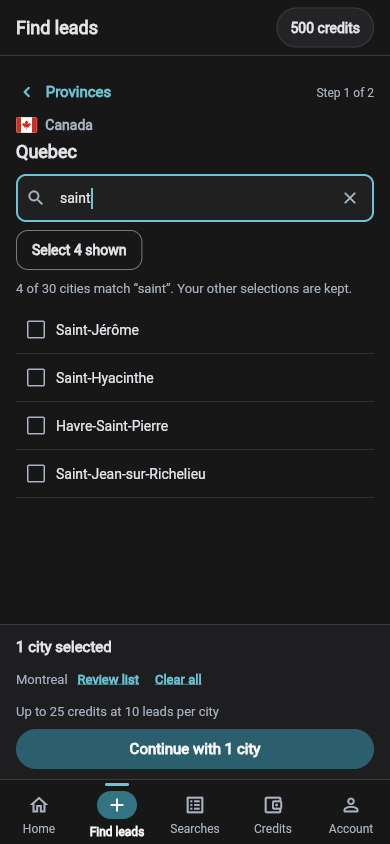 Find leads
500 credits
Provinces
Step 1 of 2
Canada
Quebec
saint
Select 4 shown
4 of 30 cities match “saint”. Your other selections are kept.
Saint-Jérôme
Saint-Hyacinthe
Havre-Saint-Pierre
Saint-Jean-sur-Richelieu
1 city selected
Montreal Review list Clear all
Up to 25 credits at 10 leads per city
Continue with 1 city
Home Find leads Searches Credits Account